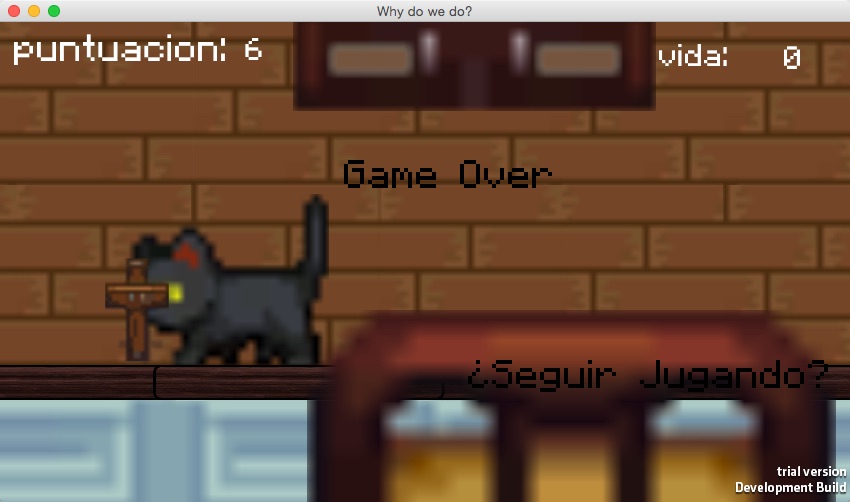 Why do we do?
puntuacion: 6
vida: 0
Game Over
¿Seguir Jugando?
trial version
Development Build